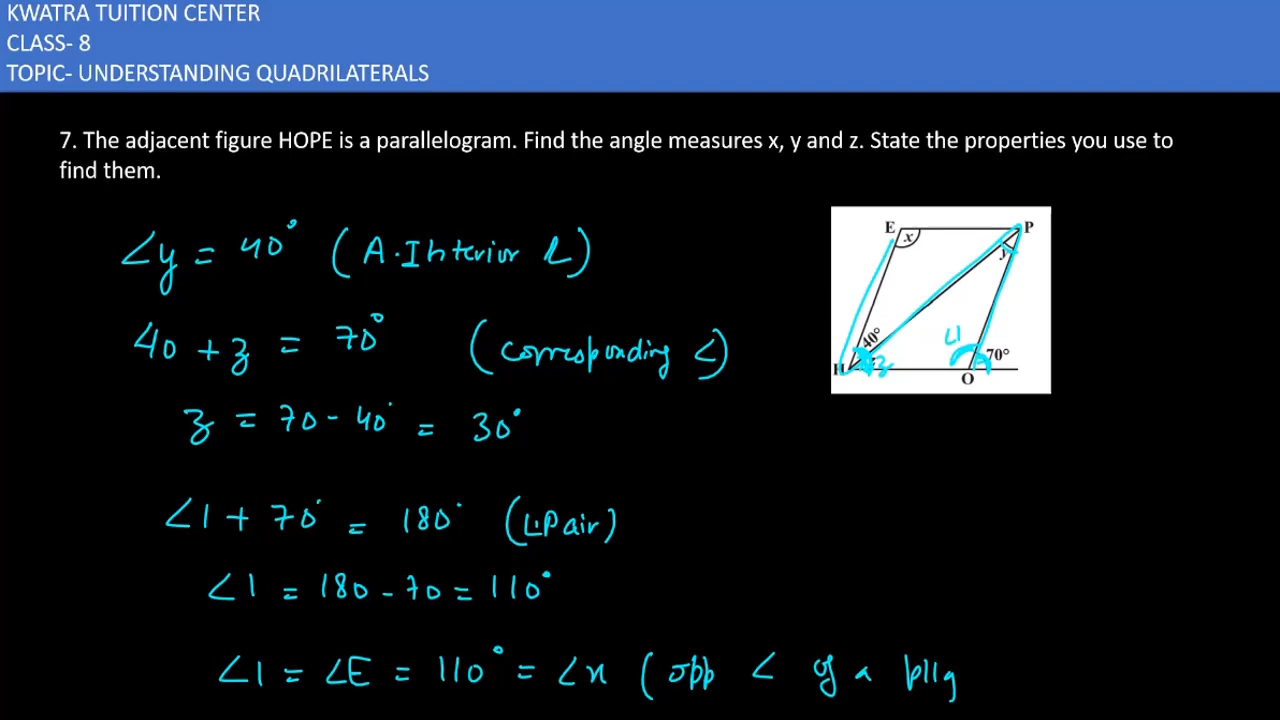 KWATRA TUITION CENTER
CLASS- 8
TOPIC- UNDERSTANDING QUADRILATERALS
7. The adjacent figure HOPE is a parallelogram. Find the angle measures x, y and z. State the properties you use to
find them.
∠y = 40° (A.Interior ∠)
40 + z = 70° (corresponding ∠)
z = 70 - 40° = 30°
∠1 + 70° = 180° (L.Pair)
∠1 = 180 - 70 = 110°
∠1 = ∠E = 110° = ∠x (opp ∠ of a ||g
E
x
P
y
40°
∠1
70°
H
z
O